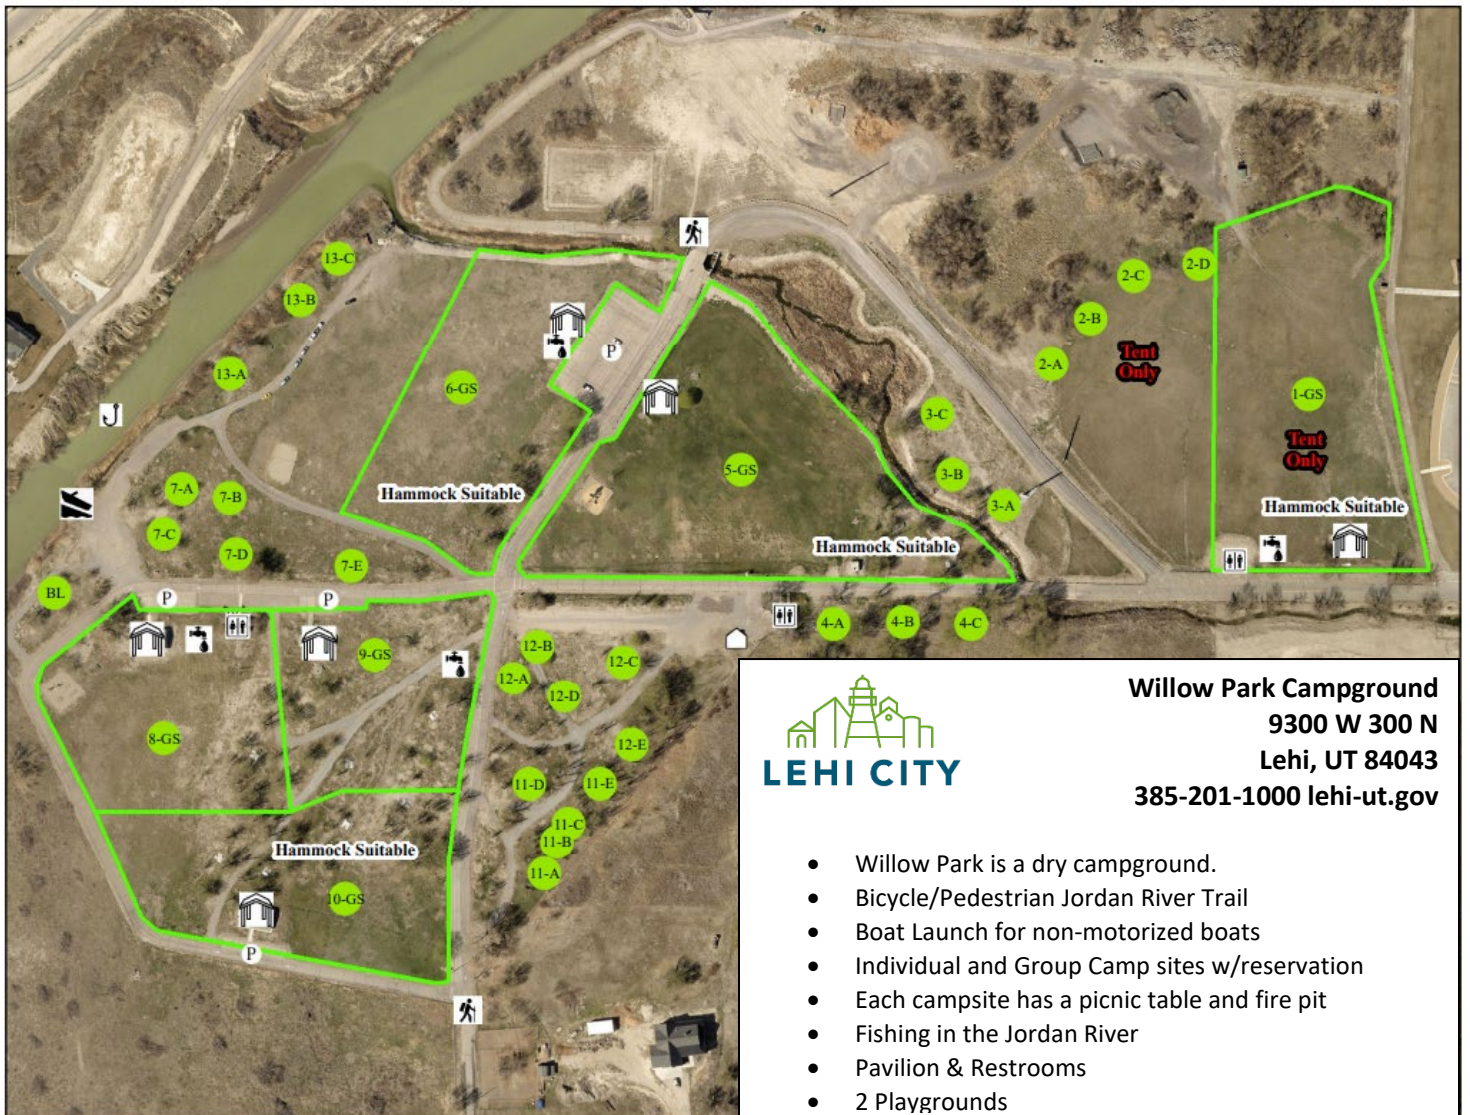 13-C
13-B
13-A
6-GS
P
Hammock Suitable
7-A
7-B
7-C
7-D
7-E
BL
P
P
5-GS
Hammock Suitable
3-C
3-B
3-A
2-D
2-C
2-B
2-A
Tent
Only
1-GS
Tent
Only
Hammock Suitable
4-A
4-B
4-C
9-GS
8-GS
Hammock Suitable
10-GS
P
12-B
12-A
12-C
12-D
12-E
11-D
11-E
11-C
11-B
11-A
LEHI CITY
Willow Park Campground
9300 W 300 N
Lehi, UT 84043
385-201-1000 lehi-ut.gov
• Willow Park is a dry campground.
• Bicycle/Pedestrian Jordan River Trail
• Boat Launch for non-motorized boats
• Individual and Group Camp sites w/reservation
• Each campsite has a picnic table and fire pit
• Fishing in the Jordan River
• Pavilion & Restrooms
• 2 Playgrounds